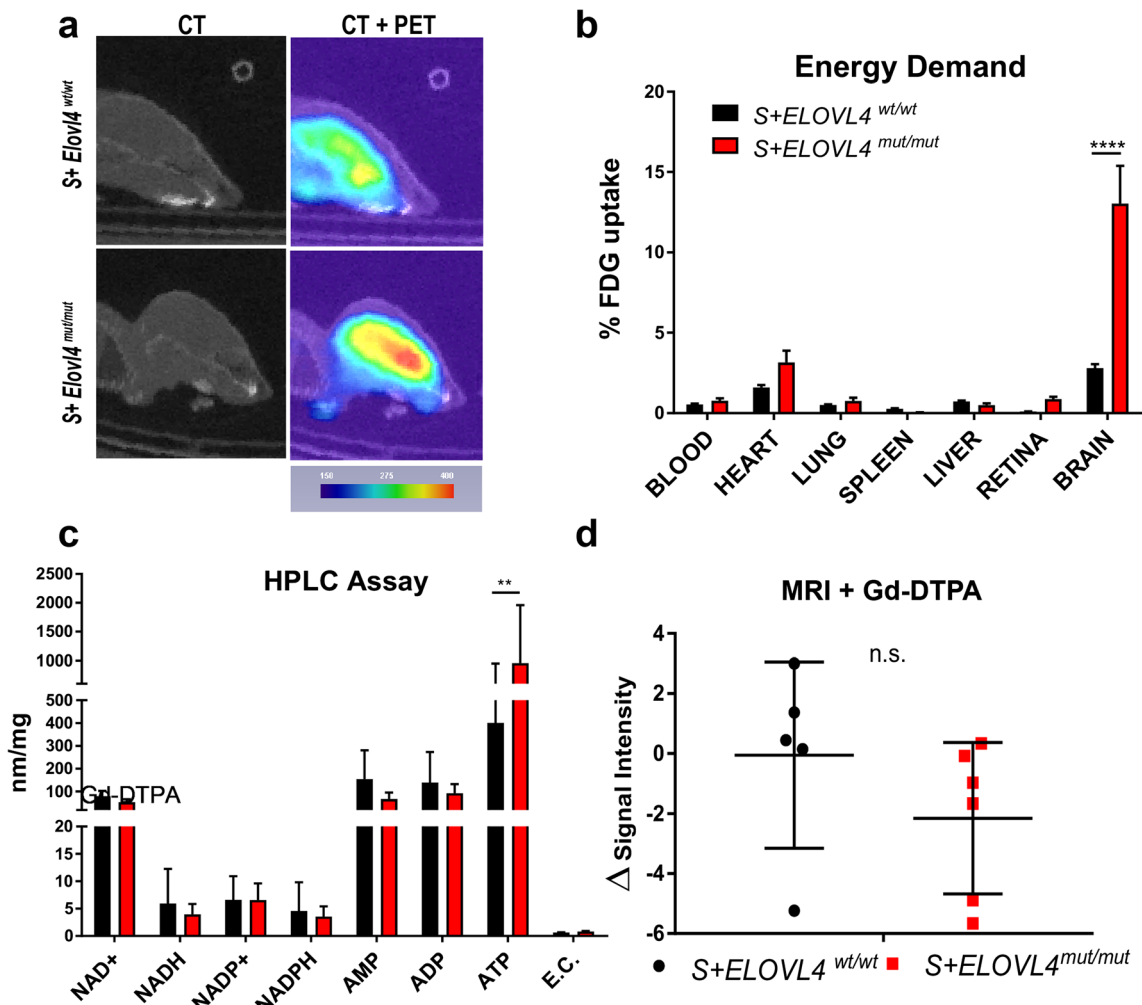 a
CT
CT + PET
S+ Elovl4 wt/wt
S+ Elovl4 mut/mut
150 275 400
b
Energy Demand
S+ELOVL4 wt/wt
S+ELOVL4 mut/mut
****
% FDG uptake
20
15
10
5
0
BLOOD HEART LUNG SPLEEN LIVER RETINA BRAIN
c
HPLC Assay
**
nm/mg
2500
2000
1500
1000
500
400
300
200
100
20
15
10
5
0
Gd-DTPA
NAD+ NADH NADP+ NADPH AMP ADP ATP E.C.
d
MRI + Gd-DTPA
n.s.
Δ Signal Intensity
4
2
0
-2
-4
-6
S+ELOVL4 wt/wt S+ELOVL4 mut/mut